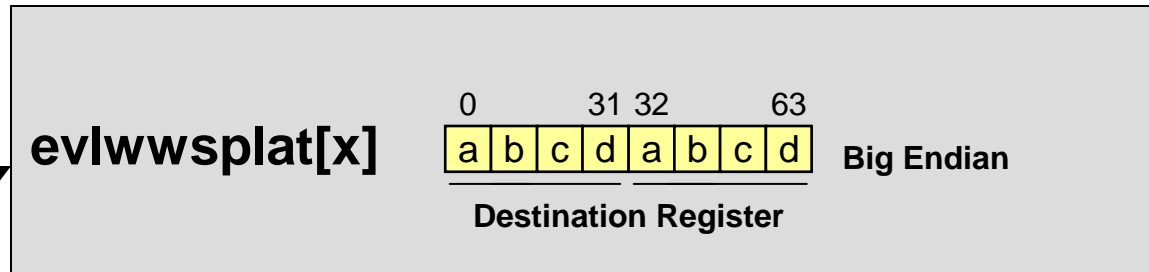 0 31 32 63
evlwwsplat[x] a b c d a b c d Big Endian
Destination Register